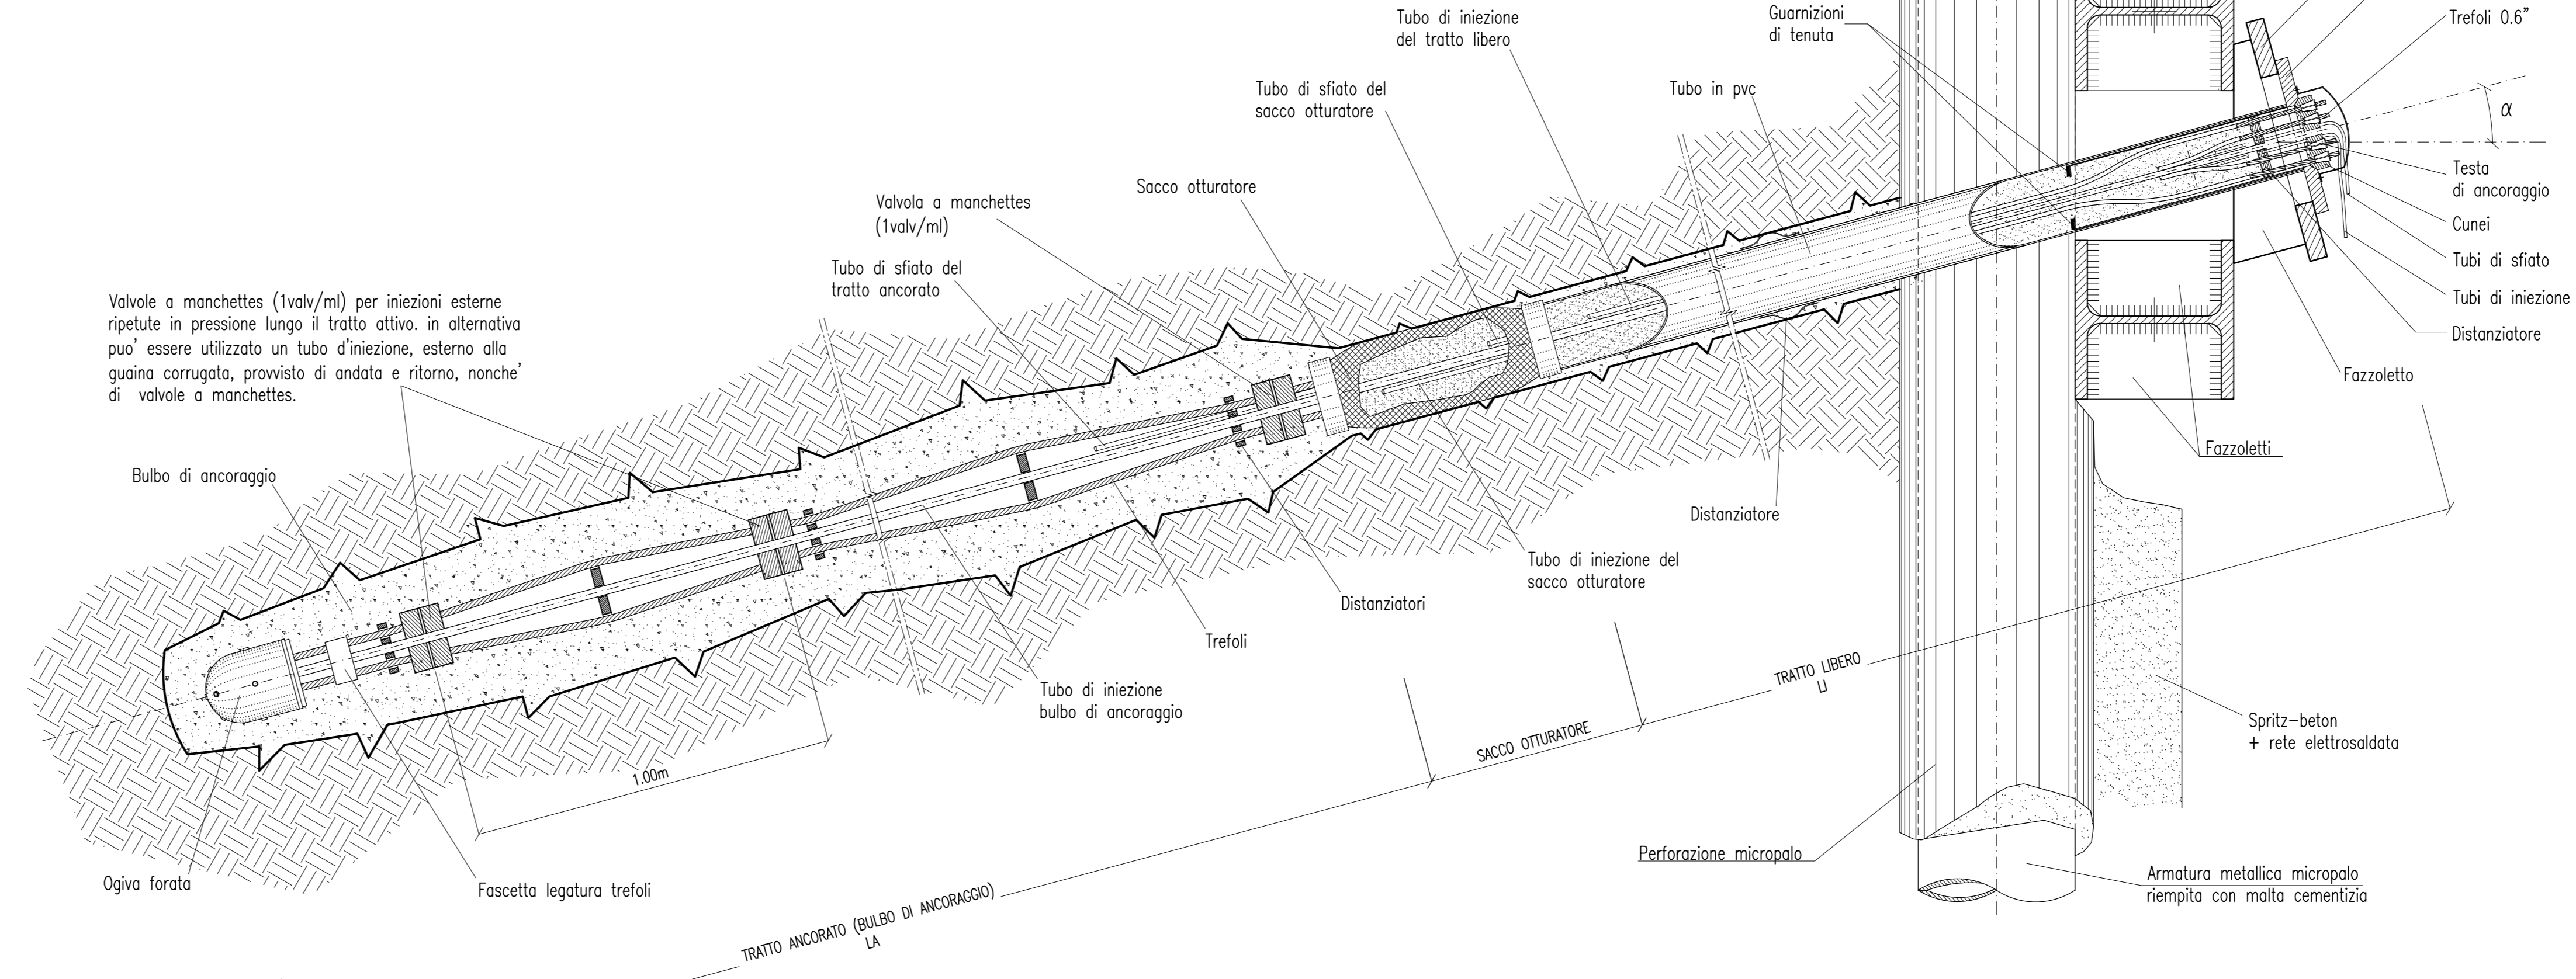 Tubo di iniezione
del tratto libero
Guarnizioni
di tenuta
Trefoli 0.6"
Tubo di sfiato del
sacco otturatore
Tubo in pvc
α
Testa
di ancoraggio
Cunei
Tubi di sfiato
Tubi di iniezione
Distanziatore
Fazzoletto
Fazzoletti
Sacco otturatore
Valvola a manchettes
(1valv/ml)
Tubo di sfiato del
tratto ancorato
Valvole a manchettes (1valv/ml) per iniezioni esterne
ripetute in pressione lungo il tratto attivo. in alternativa
puo' essere utilizzato un tubo d'iniezione, esterno alla
guaina corrugata, provvisto di andata e ritorno, nonche'
di valvole a manchettes.
Bulbo di ancoraggio
Distanziatore
Tubo di iniezione del
sacco otturatore
Distanziatori
Trefoli
Tubo di iniezione
bulbo di ancoraggio
TRATTO LIBERO
LI
SACCO OTTURATORE
1.00m
Spritz-beton
+ rete elettrosaldata
Perforazione micropalo
Armatura metallica micropalo
riempita con malta cementizia
Ogiva forata
Fascetta legatura trefoli
TRATTO ANCORATO (BULBO DI ANCORAGGIO)
LA